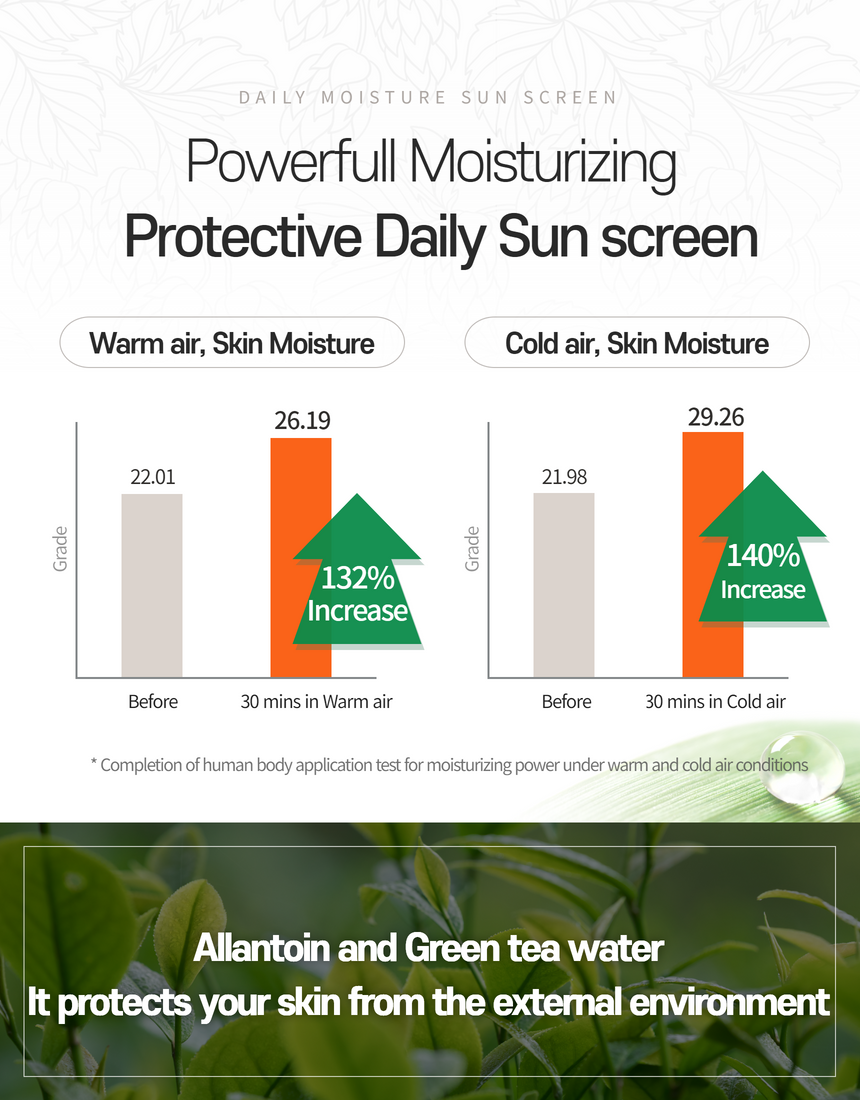 DAILY MOISTURE SUN SCREEN
Powerfull Moisturizing
Protective Daily Sun screen
Warm air, Skin Moisture
Grade
22.01
26.19
132%
Increase
Before
30 mins in Warm air
Cold air, Skin Moisture
Grade
21.98
29.26
140%
Increase
Before
30 mins in Cold air
* Completion of human body application test for moisturizing power under warm and cold air conditions
Allantoin and Green tea water
It protects your skin from the external environment